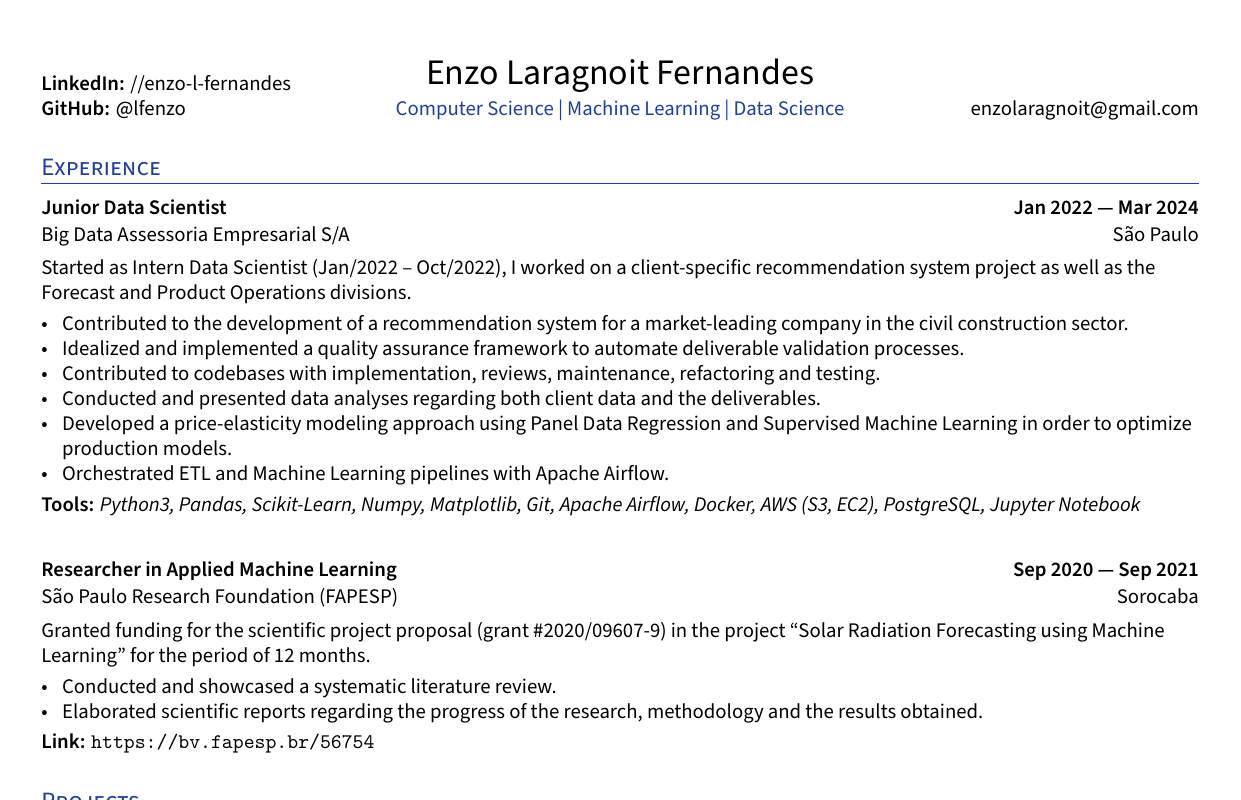 Enzo Laragnoit Fernandes
LinkedIn: //enzo-l-fernandes
GitHub: @lfenzo
Computer Science | Machine Learning | Data Science
enzolaragnoit@gmail.com
Experience
Junior Data Scientist Jan 2022 — Mar 2024
Big Data Assessoria Empresarial S/A São Paulo
Started as Intern Data Scientist (Jan/2022 – Oct/2022), I worked on a client-specific recommendation system project as well as the
Forecast and Product Operations divisions.
• Contributed to the development of a recommendation system for a market-leading company in the civil construction sector.
• Idealized and implemented a quality assurance framework to automate deliverable validation processes.
• Contributed to codebases with implementation, reviews, maintenance, refactoring and testing.
• Conducted and presented data analyses regarding both client data and the deliverables.
• Developed a price-elasticity modeling approach using Panel Data Regression and Supervised Machine Learning in order to optimize
production models.
• Orchestrated ETL and Machine Learning pipelines with Apache Airflow.
Tools: Python3, Pandas, Scikit-Learn, Numpy, Matplotlib, Git, Apache Airflow, Docker, AWS (S3, EC2), PostgreSQL, Jupyter Notebook
Researcher in Applied Machine Learning Sep 2020 — Sep 2021
São Paulo Research Foundation (FAPESP) Sorocaba
Granted funding for the scientific project proposal (grant #2020/09607-9) in the project “Solar Radiation Forecasting using Machine
Learning” for the period of 12 months.
• Conducted and showcased a systematic literature review.
• Elaborated scientific reports regarding the progress of the research, methodology and the results obtained.
Link: https://bv.fapesp.br/56754
Projects